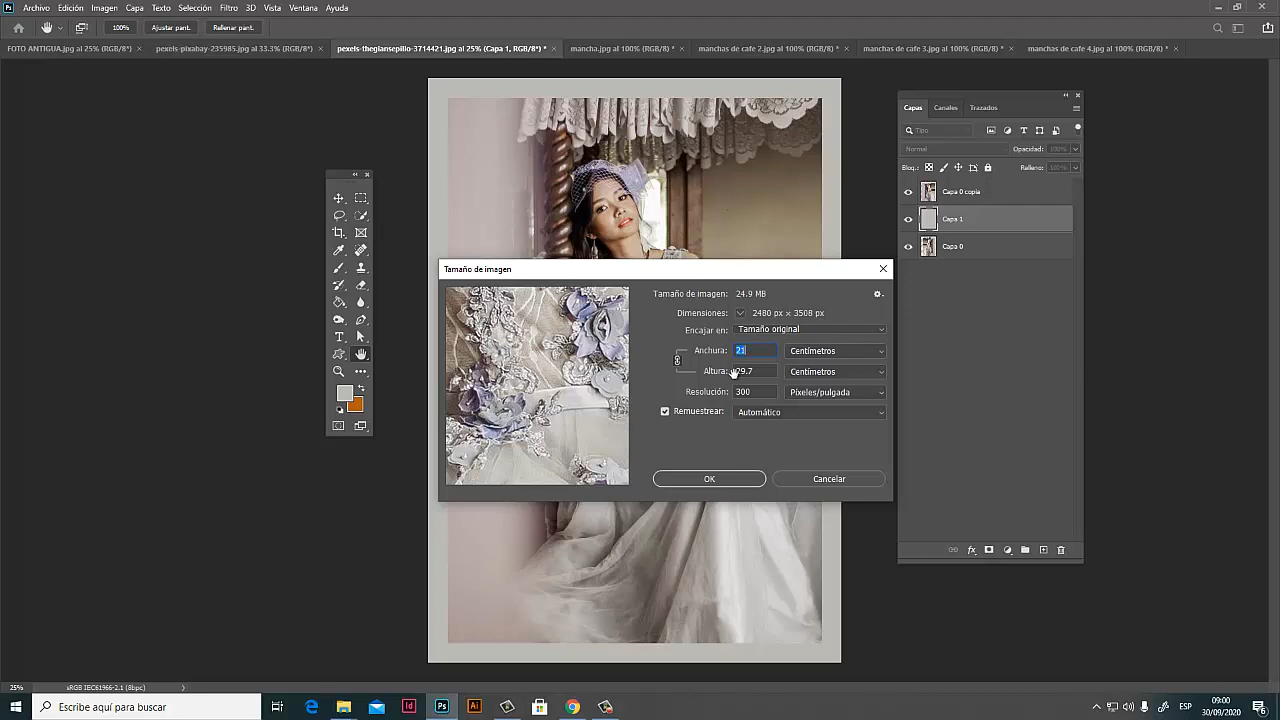 Ps Archivo Edición Imagen Capa Texto Selección Filtro 3D Vista Ventana Ayuda
100% Ajustar pant. Rellenar pant.
FOTO ANTIGUA.jpg al 25% (RGB/8*) × pexels-pixabay-235985.jpg al 33.3% (RGB/8*) × pexels-thegiansepillo-3714421.jpg al 25% (Capa 1, RGB/8*) * × mancha.jpg al 100% (RGB/8) * × manchas de cafe 2.jpg al 100% (RGB/8) * × manchas de cafe 3.jpg al 100% (RGB/8) * × manchas de cafe 4.jpg al 100% (RGB/8*) * ×
Capas Canales Trazados
Tipo
Normal Opacidad: 100%
Bloq.: Relleno: 100%
Capa 0 copia
Capa 1
Capa 0
Tamaño de imagen
Tamaño de imagen: 24.9 MB
Dimensiones: 2480 px × 3508 px
Encajar en: Tamaño original
Anchura: 21 Centímetros
Altura: 29.7 Centímetros
Resolución: 300 Píxeles/pulgada
Remuestrear: Automático
OK Cancelar
25% sRGB IEC61966-2.1 (8bpc)
Escribe aquí para buscar
Id Ps Ai
ESP
09:00
30/09/2020